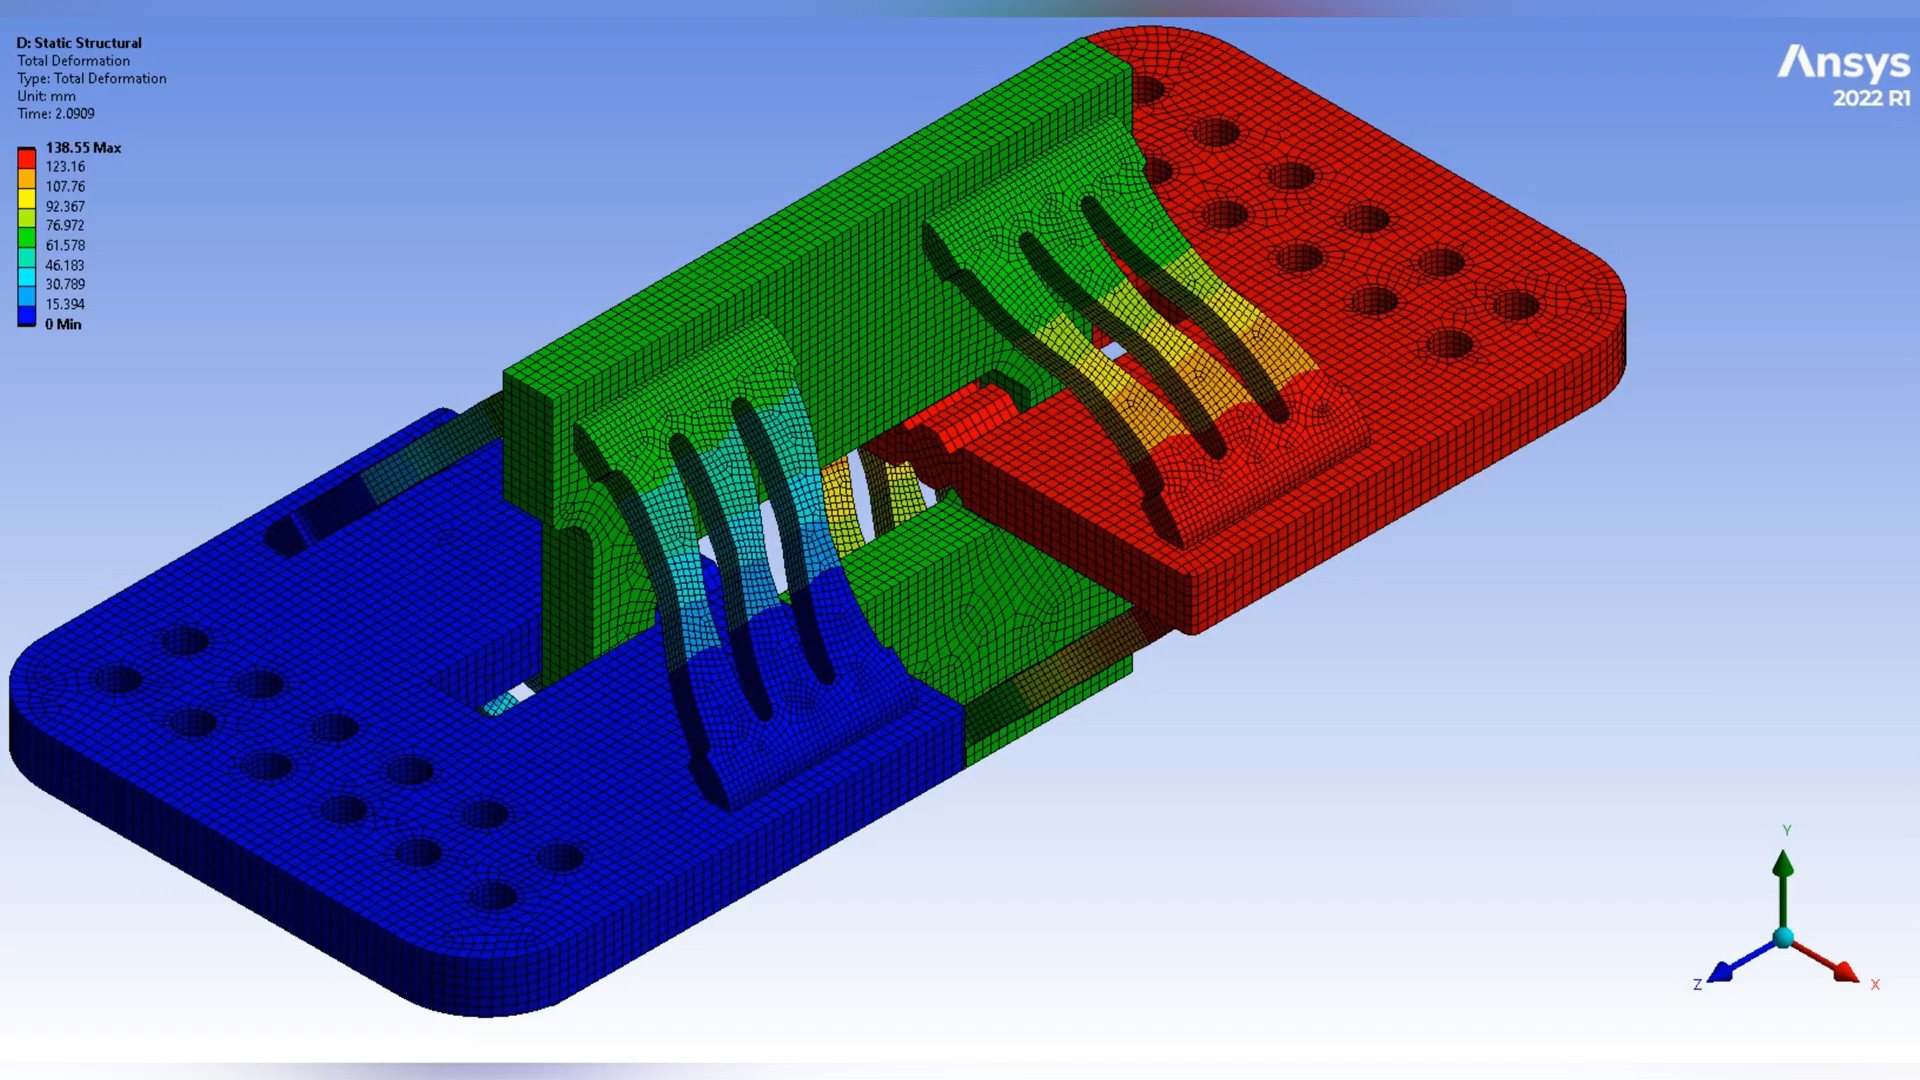 D: Static Structural
Total Deformation
Type: Total Deformation
Unit: mm
Time: 2.0909
138.55 Max
123.16
107.76
92.367
76.972
61.578
46.183
30.789
15.394
0 Min
Ansys
2022 R1
Y
Z
X